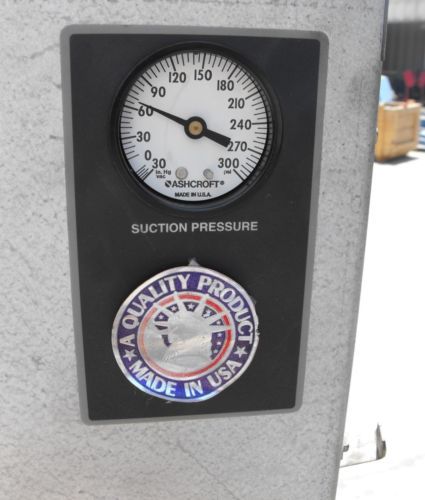 120 150
90 180
60 210
30 240
0 270
30 300
In. Hg psi
vac
ASHCROFT®
MADE IN U.S.A.
SUCTION PRESSURE
A QUALITY PRODUCT
★ MADE IN USA ★